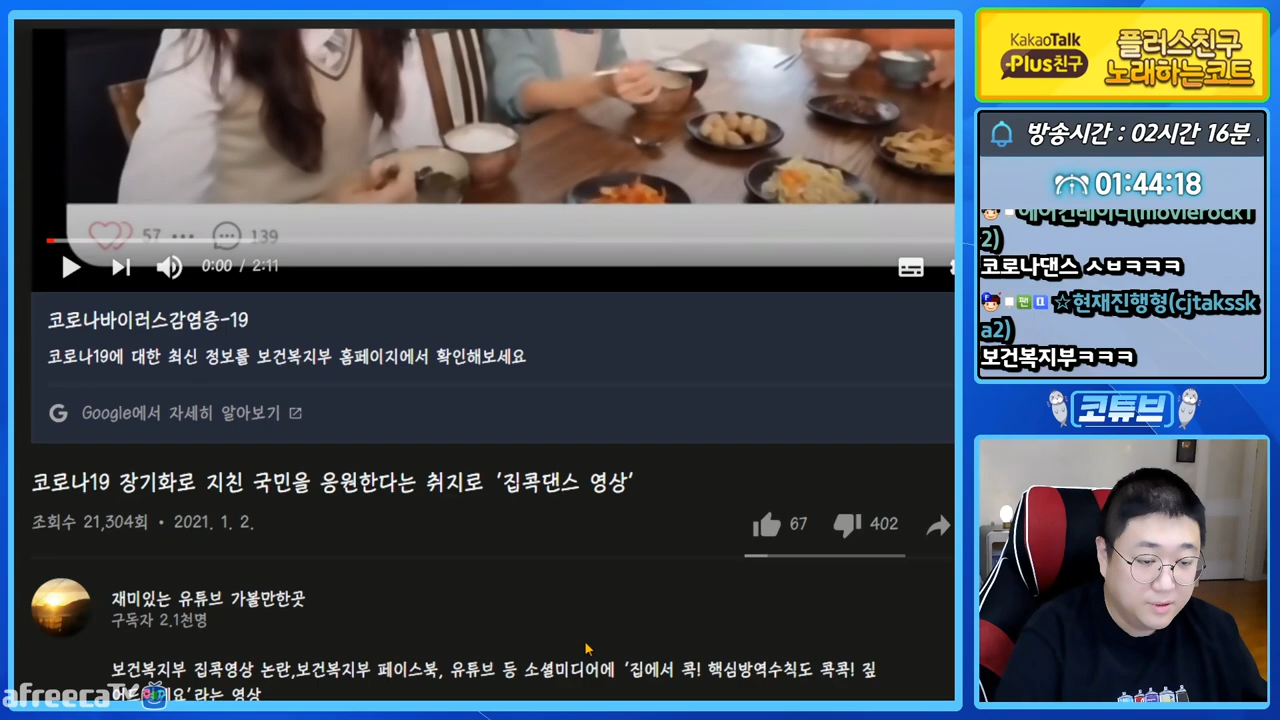 57 ••• 139
0:00 / 2:11
코로나바이러스감염증-19
코로나19에 대한 최신 정보를 보건복지부 홈페이지에서 확인해보세요
G Google에서 자세히 알아보기
코로나19 장기화로 지친 국민을 응원한다는 취지로 '집콕댄스 영상'
조회수 21,304회 • 2021. 1. 2.
67 402
재미있는 유튜브 가볼만한곳
구독자 2.1천명
보건복지부 집콕영상 논란,보건복지부 페이스북, 유튜브 등 소셜미디어에 '집에서 콕! 핵심방역수칙도 콕콕! 짚
라는 영상
afreecaTV
KakaoTalk
Plus친구
플러스친구
노래하는코트
방송시간 : 02시간 16분
01:44:18
(movierock1
2)
코로나댄스 ㅅㅂㅋㅋㅋ
팬 ☆현재진행형(cjtakssk
a2)
보건복지부ㅋㅋㅋ
코튜브